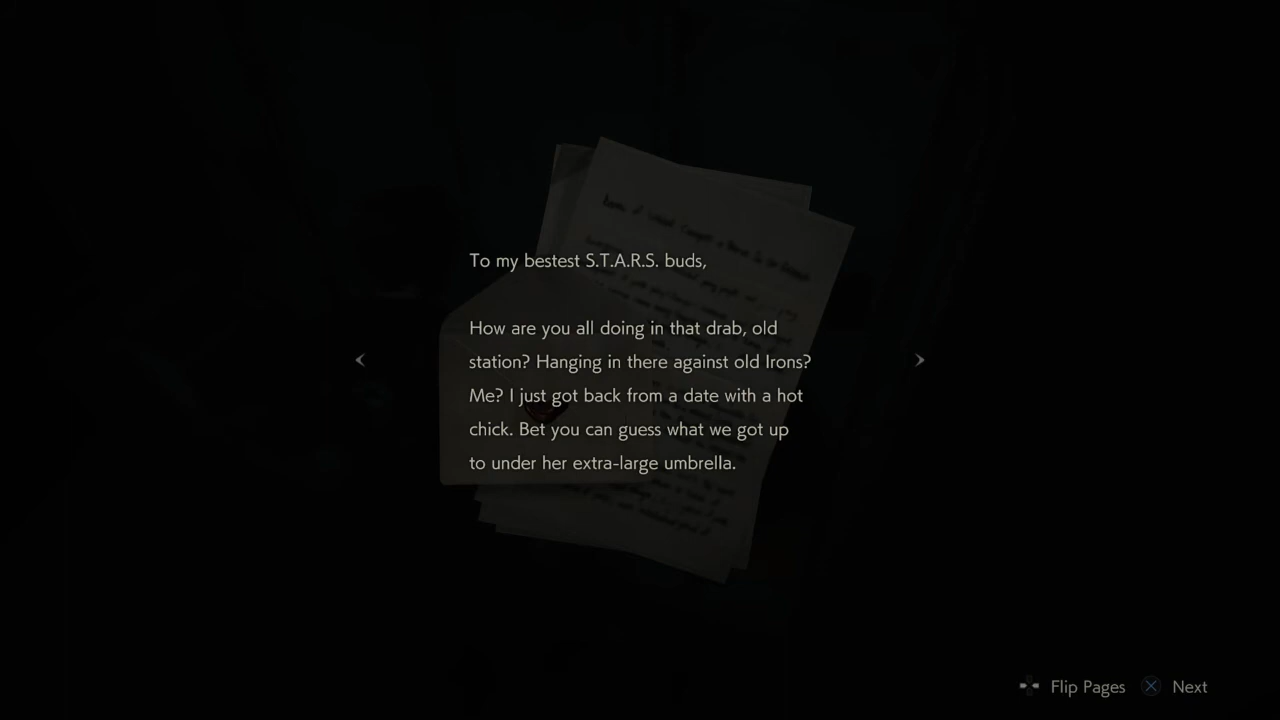 To my bestest S.T.A.R.S. buds,
How are you all doing in that drab, old
station? Hanging in there against old Irons?
Me? I just got back from a date with a hot
chick. Bet you can guess what we got up
to under her extra-large umbrella.
Flip Pages Next